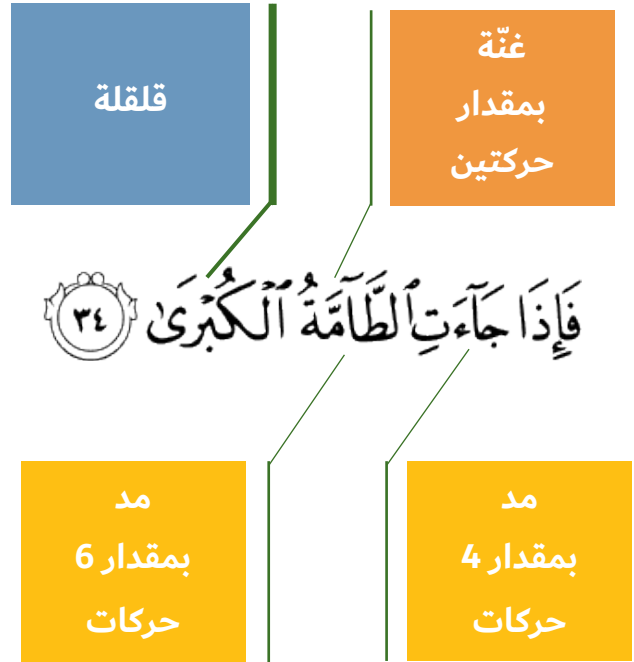 غنّة
بمقدار
حركتين
قلقلة
فَإِذَا جَآءَتِ ٱلطَّآمَّةُ ٱلْكُبْرَىٰ ٣٤
مد
بمقدار 4
حركات
مد
بمقدار 6
حركات